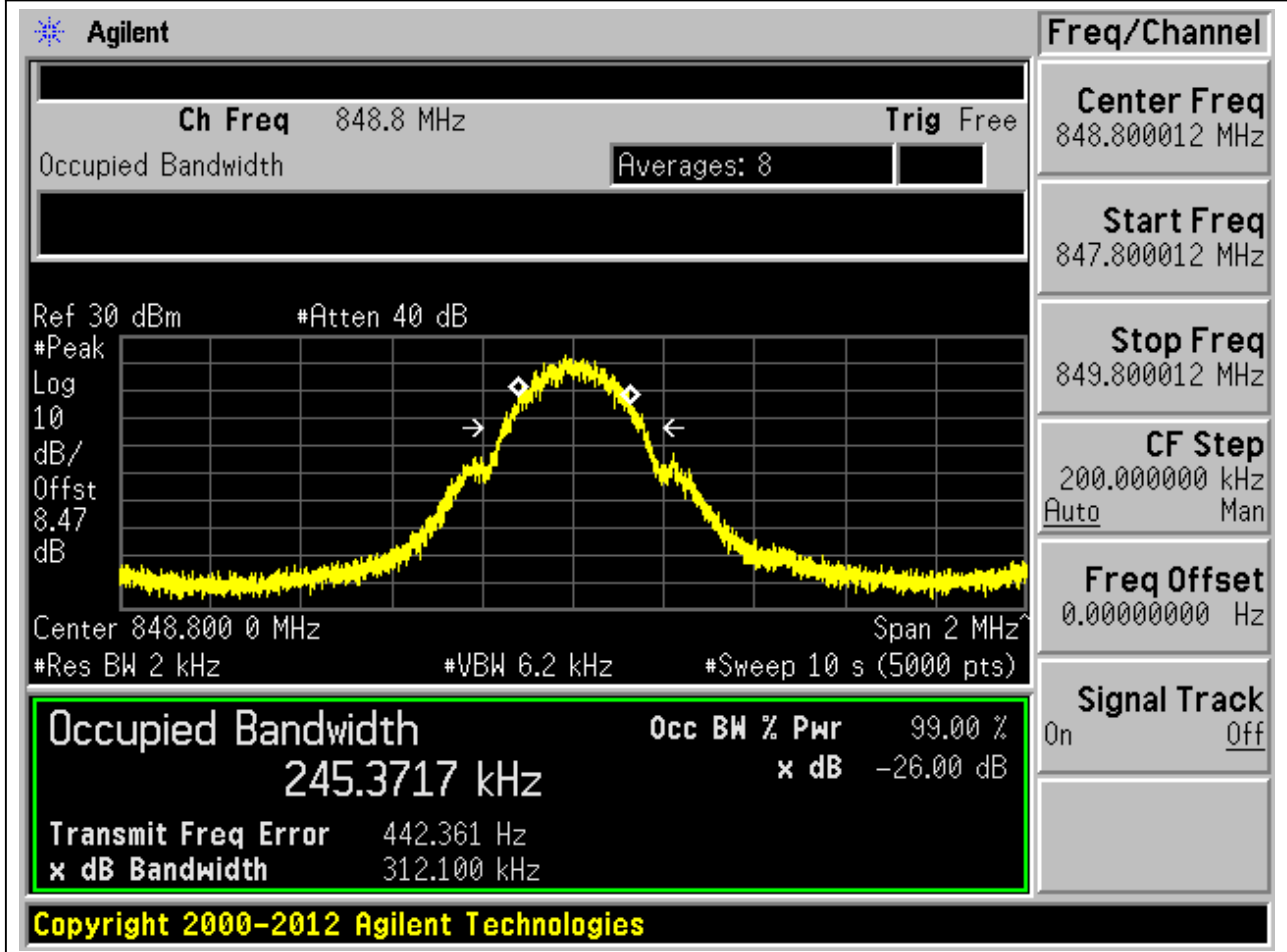 Agilent
Freq/Channel
Ch Freq 848.8 MHz Trig Free
Occupied Bandwidth Averages: 8
Center Freq
848.800012 MHz
Start Freq
847.800012 MHz
Stop Freq
849.800012 MHz
CF Step
200.000000 kHz
Auto Man
Freq Offset
0.00000000 Hz
Signal Track
On Off
Ref 30 dBm #Atten 40 dB
#Peak
Log
10
dB/
Offst
8.47
dB
Center 848.800 0 MHz Span 2 MHz^
#Res BW 2 kHz #VBW 6.2 kHz #Sweep 10 s (5000 pts)
Occupied Bandwidth
245.3717 kHz
Occ BW % Pwr 99.00 %
x dB -26.00 dB
Transmit Freq Error 442.361 Hz
x dB Bandwidth 312.100 kHz
Copyright 2000-2012 Agilent Technologies